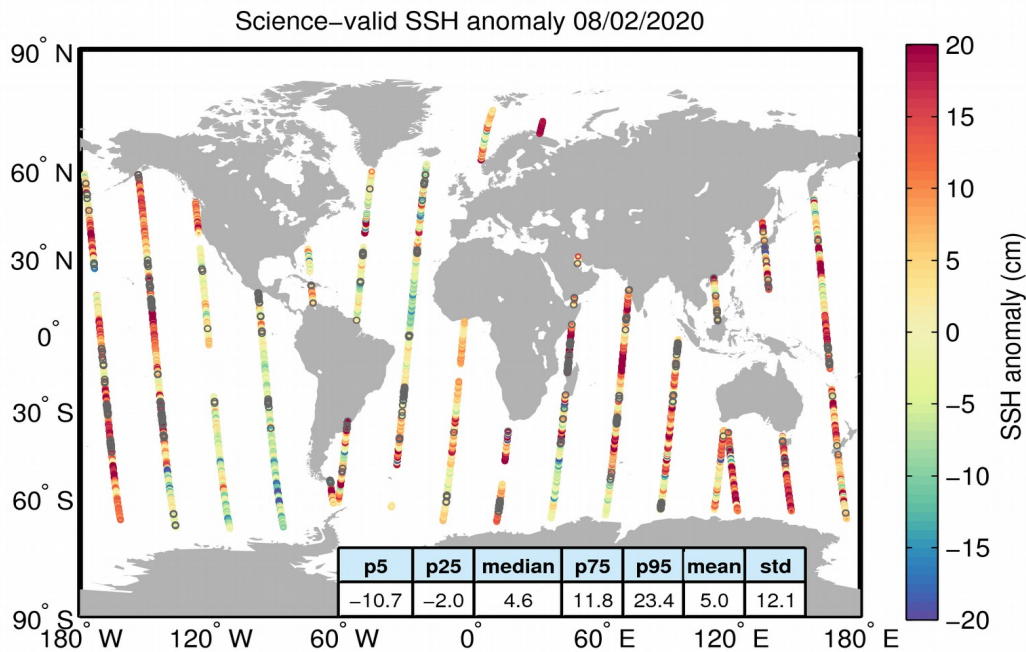 Science−valid SSH anomaly 08/02/2020
90° N
60° N
30° N
0°
30° S
60° S
90° S
180° W
120° W
60° W
0°
60° E
120° E
180° E
p5 p25 median p75 p95 mean std
−10.7 −2.0 4.6 11.8 23.4 5.0 12.1
20
15
10
5
0
−5
−10
−15
−20
SSH anomaly (cm)